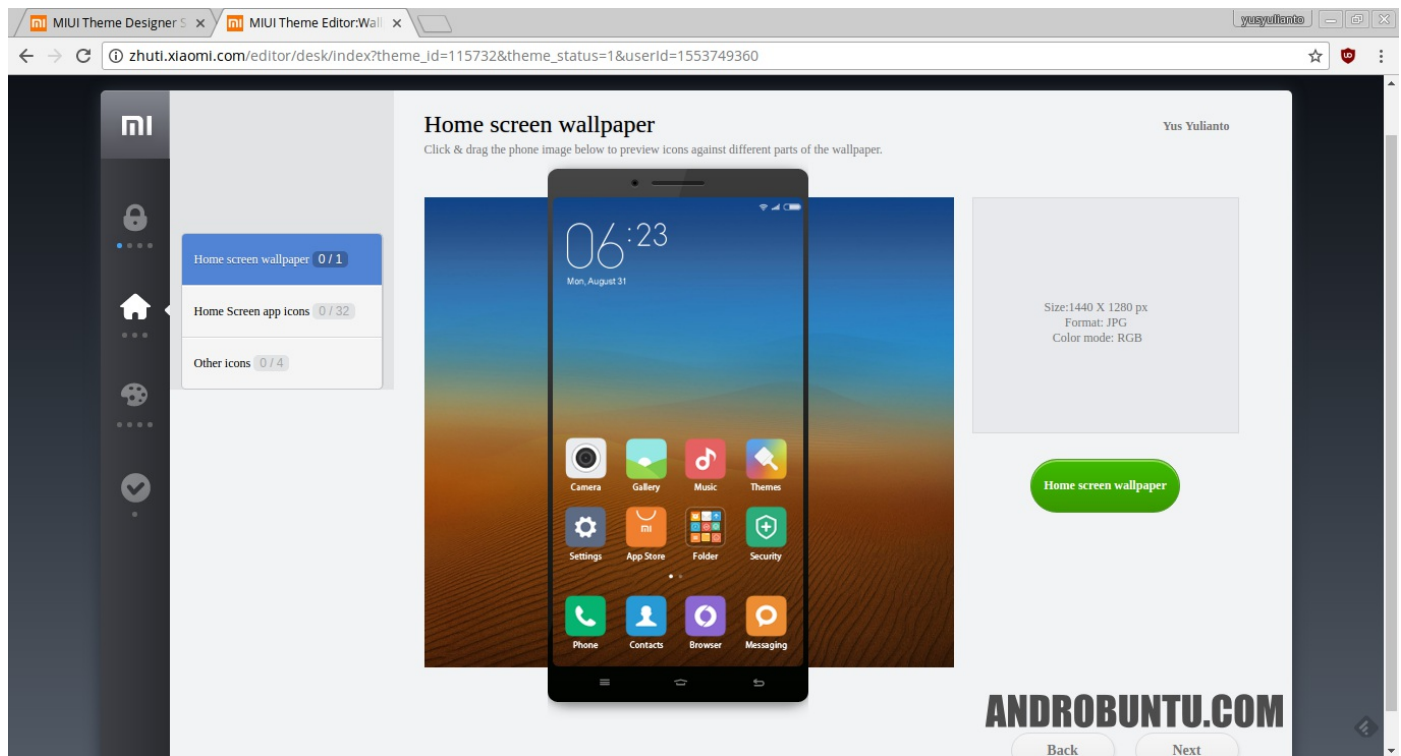 MIUI Theme Designer S
MIUI Theme Editor:Wall
yusyulianto
zhuti.xiaomi.com/editor/desk/index?theme_id=115732&theme_status=1&userId=1553749360
Home screen wallpaper
Yus Yulianto
Click & drag the phone image below to preview icons against different parts of the wallpaper.
Home screen wallpaper 0 / 1
Home Screen app icons 0 / 32
Other icons 0 / 4
06:23
Mon, August 31
Camera Gallery Music Themes
Settings App Store Folder Security
Phone Contacts Browser Messaging
Size:1440 X 1280 px
Format: JPG
Color mode: RGB
Home screen wallpaper
ANDROBUNTU.COM
Back Next